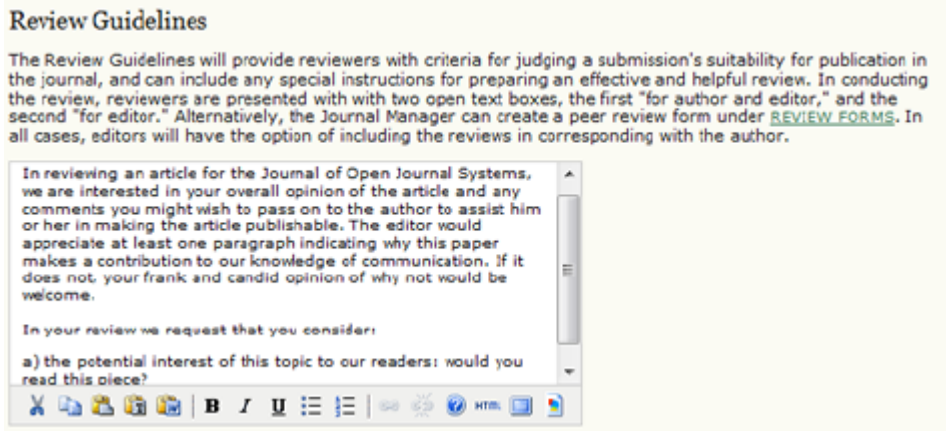 Review Guidelines
The Review Guidelines will provide reviewers with criteria for judging a submission's suitability for publication in
the journal, and can include any special instructions for preparing an effective and helpful review. In conducting
the review, reviewers are presented with with two open text boxes, the first "for author and editor," and the
second "for editor." Alternatively, the Journal Manager can create a peer review form under REVIEW FORMS. In
all cases, editors will have the option of including the reviews in corresponding with the author.
In reviewing an article for the Journal of Open Journal Systems,
we are interested in your overall opinion of the article and any
comments you might wish to pass on to the author to assist him
or her in making the article publishable. The editor would
appreciate at least one paragraph indicating why this paper
makes a contribution to our knowledge of communication. If it
does not, your frank and candid opinion of why not would be
welcome.
In your review we request that you consider:
a) the potential interest of this topic to our readers: would you
read this piece?
B I U HTML